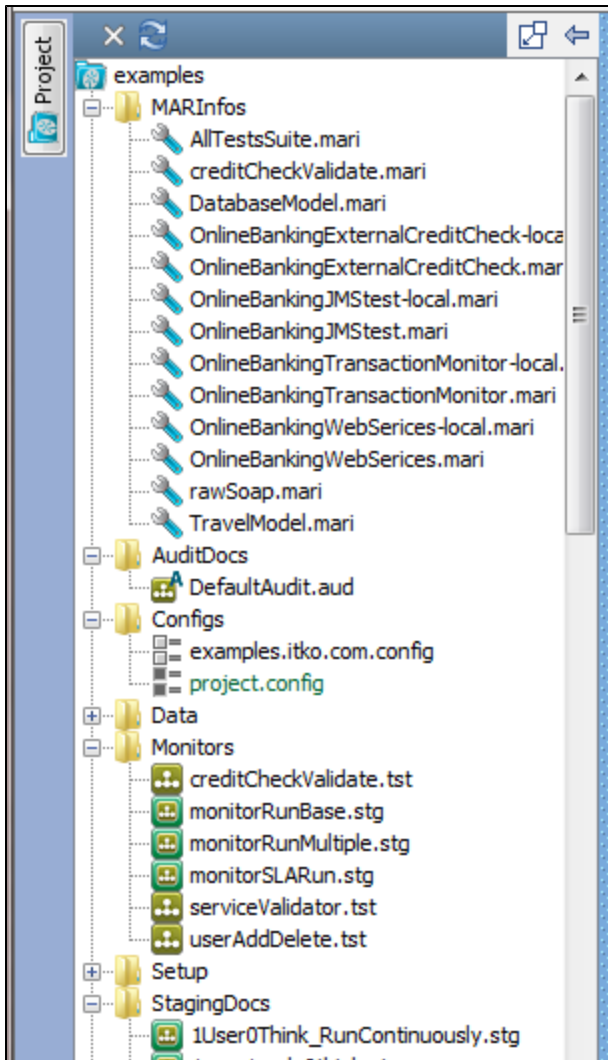 Project
examples
MARInfos
AllTestsSuite.mari
creditCheckValidate.mari
DatabaseModel.mari
OnlineBankingExternalCreditCheck-loca
OnlineBankingExternalCreditCheck.mar
OnlineBankingJMStest-local.mari
OnlineBankingJMStest.mari
OnlineBankingTransactionMonitor-local.
OnlineBankingTransactionMonitor.mari
OnlineBankingWebSerices-local.mari
OnlineBankingWebSerices.mari
rawSoap.mari
TravelModel.mari
AuditDocs
DefaultAudit.aud
Configs
examples.itko.com.config
project.config
Data
Monitors
creditCheckValidate.tst
monitorRunBase.stg
monitorRunMultiple.stg
monitorSLARun.stg
serviceValidator.tst
userAddDelete.tst
Setup
StagingDocs
1User0Think_RunContinuously.stg